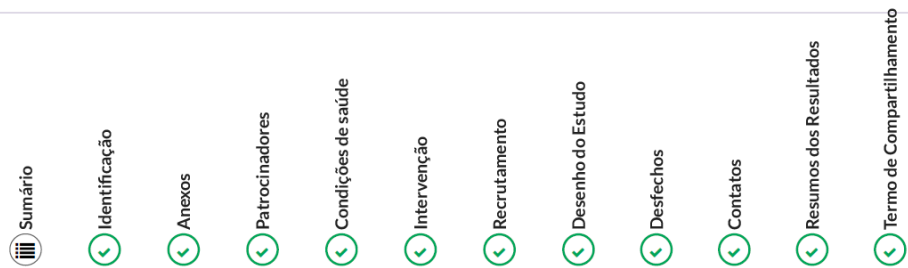 Sumário
Identificação
Anexos
Patrocinadores
Condições de saúde
Intervenção
Recrutamento
Desenho do Estudo
Desfechos
Contatos
Resumos dos Resultados
Termo de Compartilhamento